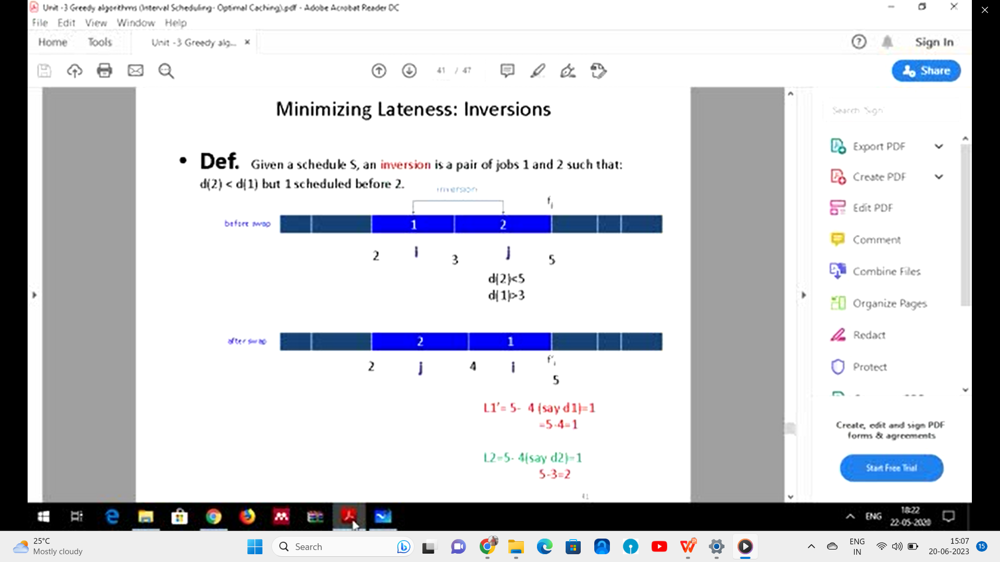 Unit -3 Greedy algorithms (Interval Scheduling- Optimal Caching).pdf - Adobe Acrobat Reader DC
File Edit View Window Help
Home Tools Unit -3 Greedy alg... ×
Sign In
41 / 47
Share
Minimizing Lateness: Inversions
Search 'Sign'
• Def. Given a schedule S, an inversion is a pair of jobs 1 and 2 such that:
d(2) < d(1) but 1 scheduled before 2.
inversion
fj
before swap
1 2
2 i 3 j 5
d(2)<5
d(1)>3
after swap
2 1
2 j 4 i f'i
5
L1'= 5- 4 (say d1)=1
=5-4=1
L2=5- 4(say d2)=1
5-3=2
41
Export PDF
Create PDF
Edit PDF
Comment
Combine Files
Organize Pages
Redact
Protect
Create, edit and sign PDF
forms & agreements
Start Free Trial
ENG
18:22
22-05-2020
25°C
Mostly cloudy
Search
ENG
IN
15:07
20-06-2023
15